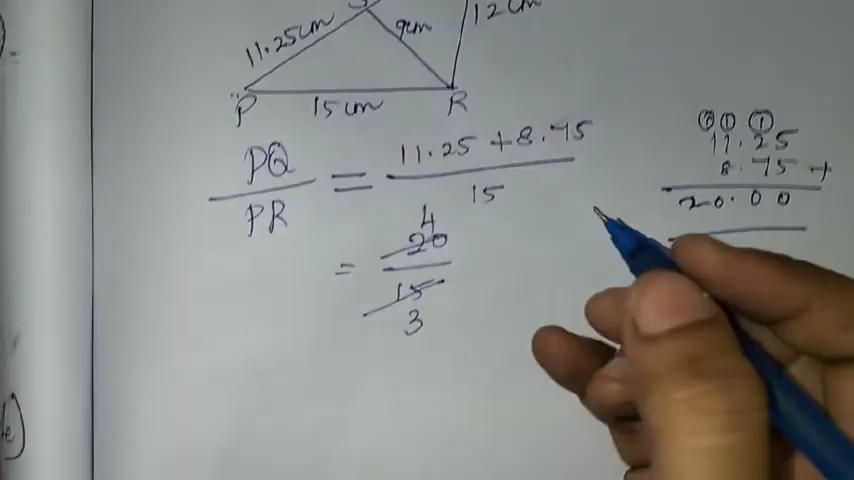 S
12cm
11.25cm
9cm
P
R
15cm
PQ/PR = 11.25 + 8.75/15
= 20/15
4
3
① ① ①
11.25
8.75 +
20.00